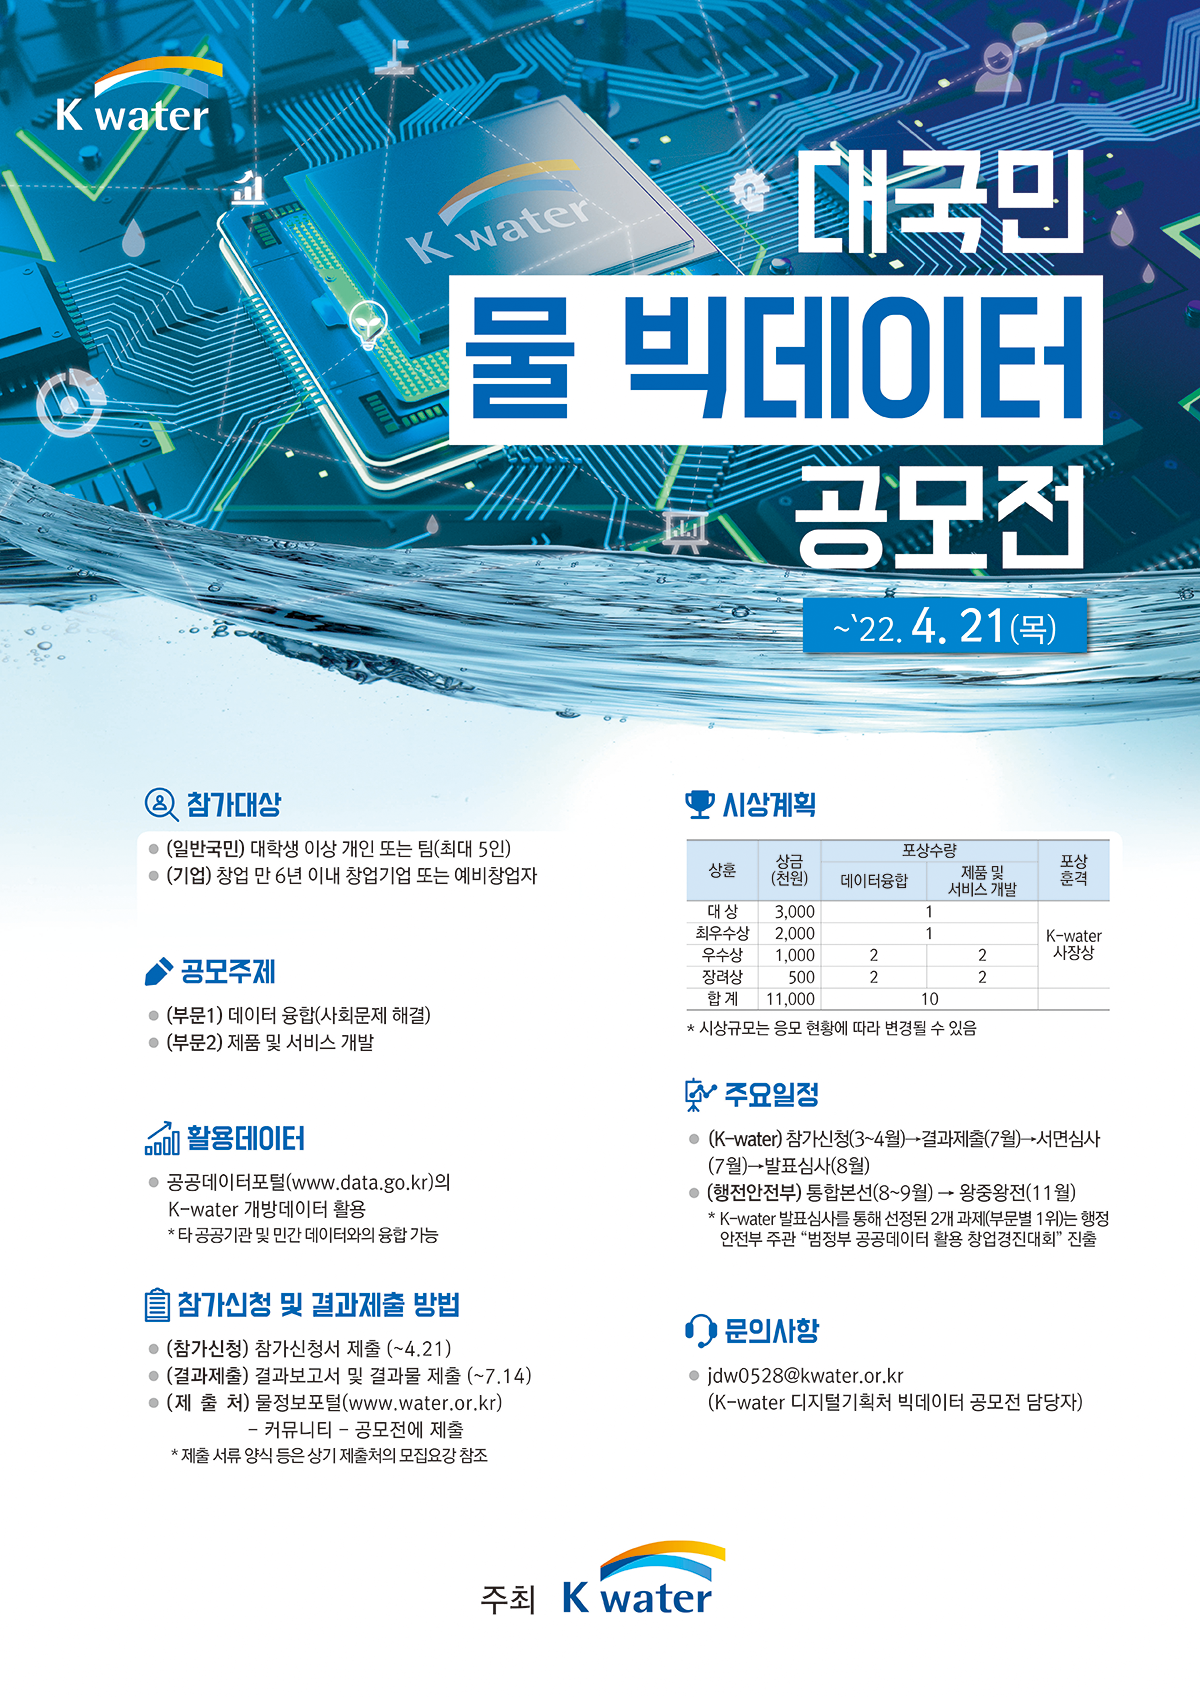 K water
K water
대국민
물 빅데이터
공모전
~‘22. 4. 21(목)
참가대상
(일반국민) 대학생 이상 개인 또는 팀(최대 5인)
(기업) 창업 만 6년 이내 창업기업 또는 예비창업자
공모주제
(부문1) 데이터 융합(사회문제 해결)
(부문2) 제품 및 서비스 개발
활용데이터
공공데이터포털(www.data.go.kr)의
K-water 개방데이터 활용
* 타 공공기관 및 민간 데이터와의 융합 가능
참가신청 및 결과제출 방법
(참가신청) 참가신청서 제출 (~4.21)
(결과제출) 결과보고서 및 결과물 제출 (~7.14)
(제 출 처) 물정보포털(www.water.or.kr)
- 커뮤니티 - 공모전에 제출
* 제출 서류 양식 등은 상기 제출처의 모집요강 참조
시상계획
상훈 상금 (천원) 포상수량 포상 훈격
데이터융합 제품 및 서비스 개발
대 상 3,000 1
최우수상 2,000 1
우수상 1,000 2 2
장려상 500 2 2
K-water 사장상
합 계 11,000 10
* 시상규모는 응모 현황에 따라 변경될 수 있음
주요일정
(K-water) 참가신청(3~4월)→결과제출(7월)→서면심사
(7월)→발표심사(8월)
(행전안전부) 통합본선(8~9월) → 왕중왕전(11월)
* K-water 발표심사를 통해 선정된 2개 과제(부문별 1위)는 행정
안전부 주관 “범정부 공공데이터 활용 창업경진대회” 진출
문의사항
jdw0528@kwater.or.kr
(K-water 디지털기획처 빅데이터 공모전 담당자)
주최 K water